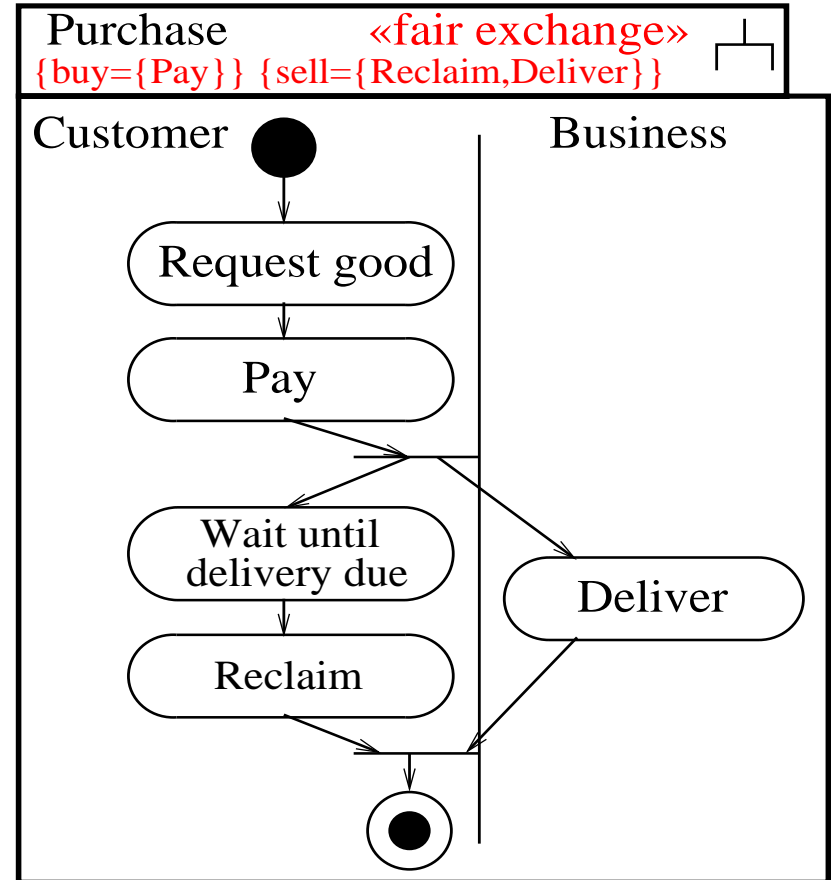 Purchase «fair exchange»
{buy={Pay}} {sell={Reclaim,Deliver}}
Customer
Business
Request good
Pay
Wait until
delivery due
Deliver
Reclaim